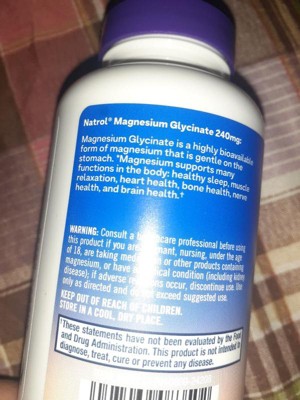 Natrol® Magnesium Glycinate 240mg:
Magnesium Glycinate is a highly bioavailable
form of magnesium that is gentle on the
stomach. *Magnesium supports many
functions in the body: healthy sleep, muscle
relaxation, heart health, bone health, nerve
health, and brain health.†
WARNING: Consult a healthcare professional before using
this product if you are pregnant, nursing, under the age
of 18, are taking or other products containing
magnesium, or have condition (including kidney
disease); if adverse occur, discontinue. Use
only as directed and do not exceed suggested use.
KEEP OUT OF REACH OF CHILDREN.
STORE IN A COOL, DRY PLACE.
†These statements have not been evaluated by the Food
and Drug Administration. This product is not intended to
diagnose, treat, cure or prevent any disease.